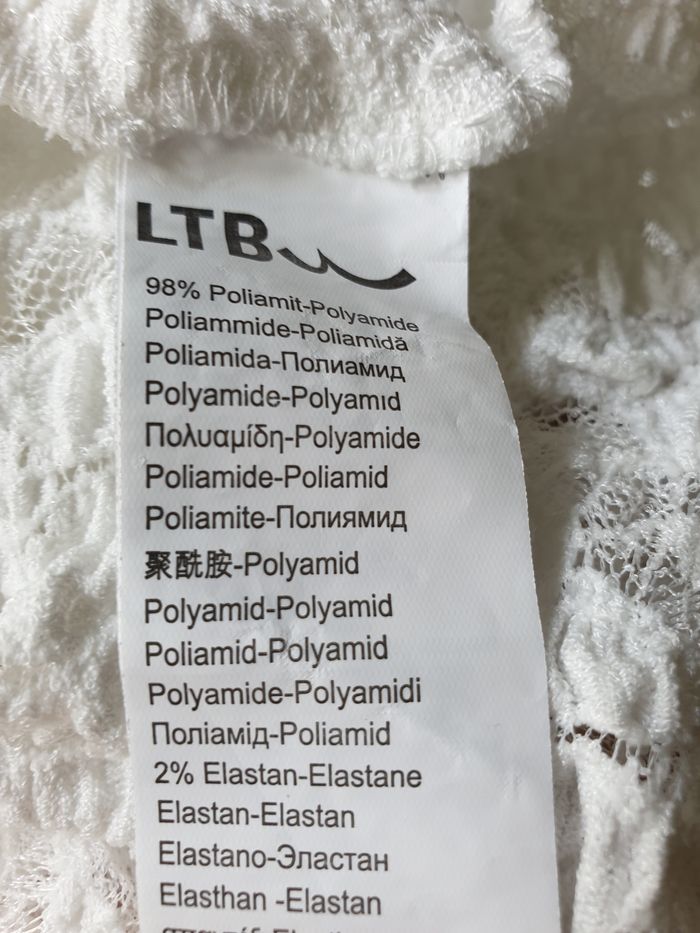 LTB
98% Poliamit-Polyamide
Poliammide-Poliamidă
Poliamida-Полиамид
Polyamide-Polyamıd
Πολυαμίδη-Polyamide
Poliamide-Poliamid
Poliamite-Полиямид
聚酰胺-Polyamid
Polyamid-Polyamid
Poliamid-Polyamid
Polyamide-Polyamidi
Поліамід-Poliamid
2% Elastan-Elastane
Elastan-Elastan
Elastano-Эластан
Elasthan -Elastan